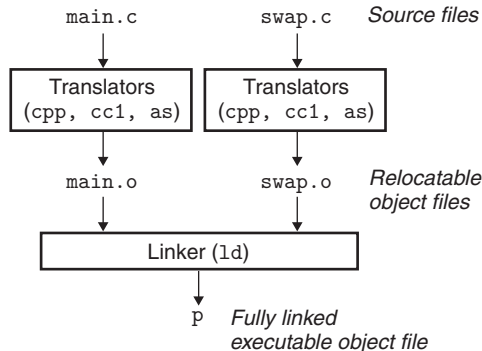 main.c swap.c Source files
Translators Translators
(cpp, cc1, as) (cpp, cc1, as)
main.o swap.o Relocatable
object files
Linker (ld)
p Fully linked
executable object file